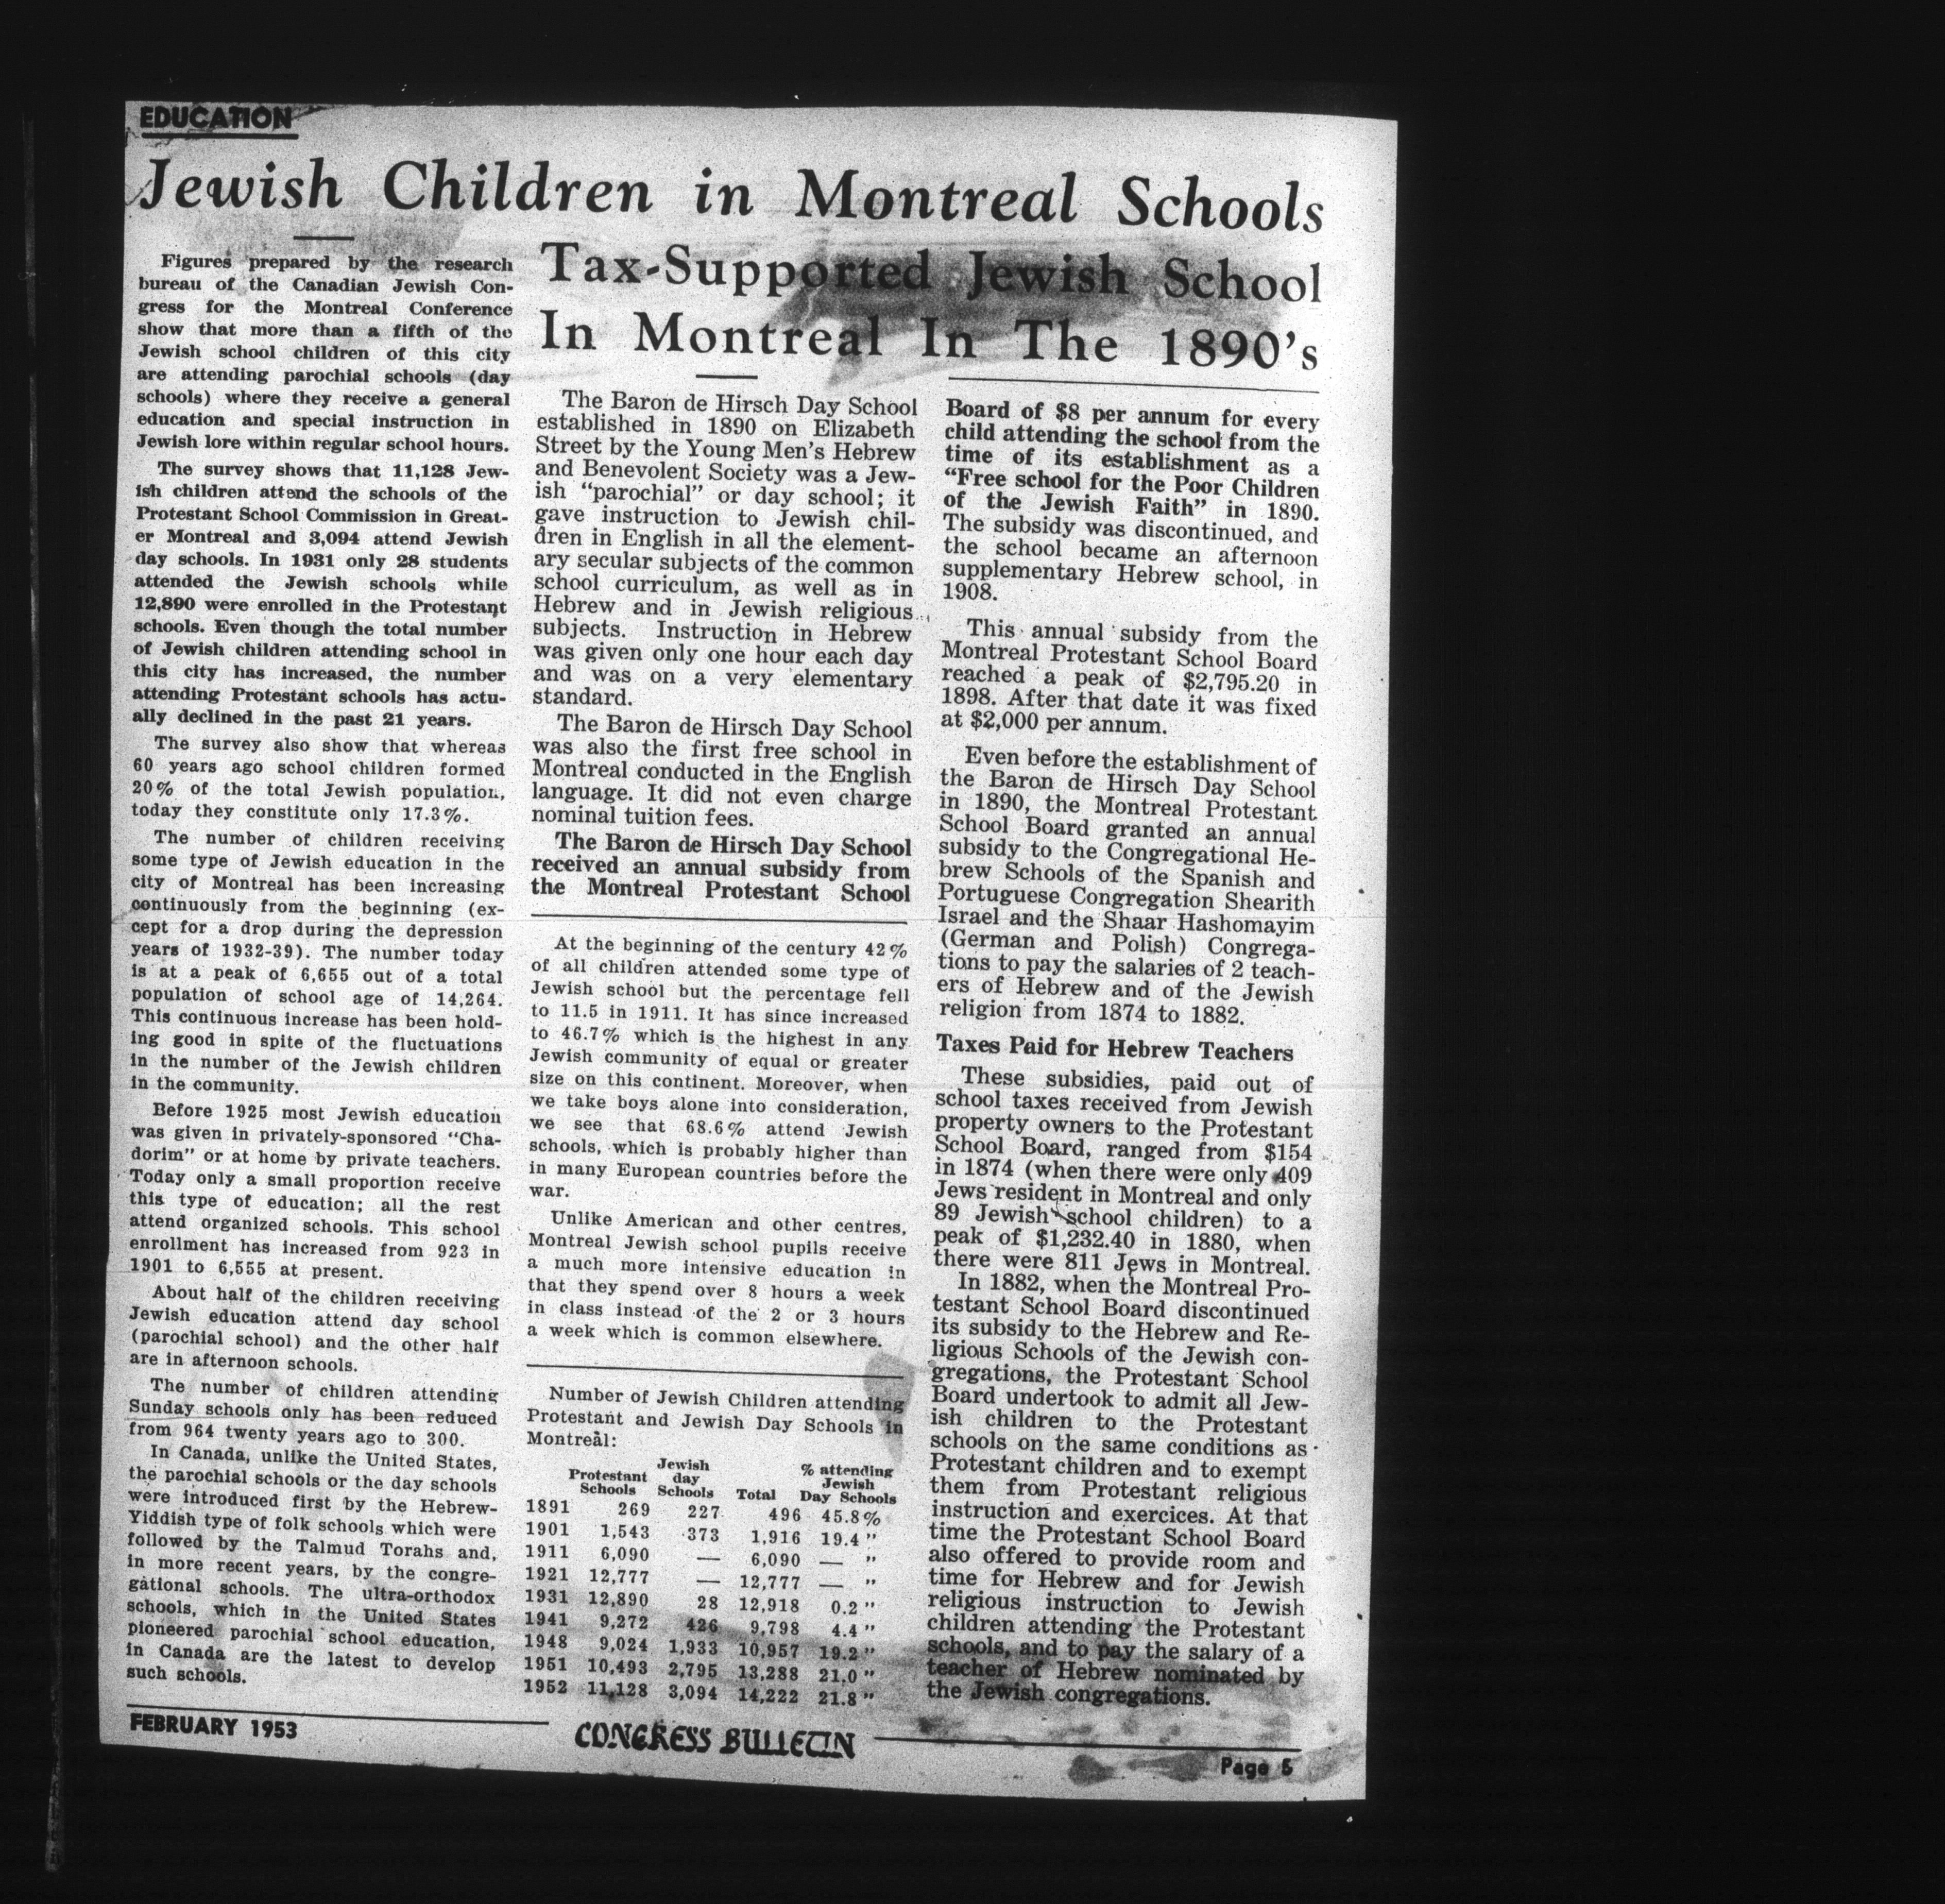 EDUCATION
Jewish Children in Montreal Schools
Figures prepared by the research
bureau of the Canadian Jewish Con-
gress for the Montreal Conference
show that more than a fifth of the
Jewish school children of this city
are attending parochial schools (day
schools) where they receive a general
education and special instruction in
Jewish lore within regular school hours.
The survey shows that 11,128 Jew-
ish children attend the schools of the
Protestant School Commission in Great-
er Montreal and 3,094 attend Jewish
day schools. In 1931 only 28 students
attended the Jewish schools while
12,890 were enrolled in the Protestant
schools. Even though the total number
of Jewish children attending school in
this city has increased, the number
attending Protestant schools has actu-
ally declined in the past 21 years.
The survey also show that whereas
60 years ago school children formed
20% of the total Jewish population,
today they constitute only 17.3%.
The number of children receiving
some type of Jewish education in the
city of Montreal has been increasing
continuously from the beginning (ex-
cept for a drop during the depression
years of 1932-39). The number today
is at a peak of 6,655 out of a total
population of school age of 14,264.
This continuous increase has been hold-
ing good in spite of the fluctuations
in the number of the Jewish children
in the community.
Before 1925 most Jewish education
was given in privately-sponsored "Cha-
dorim" or at home by private teachers.
Today only a small proportion receive
this type of education; all the rest
attend organized schools. This school
enrollment has increased from 923 in
1901 to 6,555 at present.
About half of the children receiving
Jewish education attend day school
(parochial school) and the other half
are in afternoon schools.
The number of children attending
Sunday schools only has been reduced
from 964 twenty years ago to 300.
In Canada, unlike the United States,
the parochial schools or the day schools
were introduced first by the Hebrew-
Yiddish type of folk schools which were
followed by the Talmud Torahs and,
in more recent years, by the congre-
gational schools. The ultra-orthodox
schools, which in the United States
pioneered parochial school education,
in Canada are the latest to develop
such schools.
Tax-Supported Jewish School
In Montreal In The 1890's
The Baron de Hirsch Day School
established in 1890 on Elizabeth
Street by the Young Men's Hebrew
and Benevolent Society was a Jew-
ish "parochial" or day school; it
gave instruction to Jewish chil-
dren in English in all the element-
ary secular subjects of the common
school curriculum, as well as in
Hebrew and in Jewish religious
subjects. Instruction in Hebrew
was given only one hour each day
and was on a very elementary
standard.
The Baron de Hirsch Day School
was also the first free school in
Montreal conducted in the English
language. It did not even charge
nominal tuition fees.
The Baron de Hirsch Day School
received an annual subsidy from
the Montreal Protestant School
Board of $8 per annum for every
child attending the school from the
time of its establishment as a
"Free school for the Poor Children
of the Jewish Faith" in 1890.
The subsidy was discontinued, and
the school became an afternoon
supplementary Hebrew school, in
1908.
This annual subsidy from the
Montreal Protestant School Board
reached a peak of $2,795.20 in
1898. After that date it was fixed
at $2,000 per annum.
Even before the establishment of
the Baron de Hirsch Day School
in 1890, the Montreal Protestant
School Board granted an annual
subsidy to the Congregational He-
brew Schools of the Spanish and
Portuguese Congregation Shearith
Israel and the Shaar Hashomayim
(German and Polish) Congrega-
tions to pay the salaries of 2 teach-
ers of Hebrew and of the Jewish
religion from 1874 to 1882.
Taxes Paid for Hebrew Teachers
These subsidies, paid out of
school taxes received from Jewish
property owners to the Protestant
School Board, ranged from $154
in 1874 (when there were only 409
Jews resident in Montreal and only
89 Jewish school children) to a
peak of $1,232.40 in 1880, when
there were 811 Jews in Montreal.
In 1882, when the Montreal Pro-
testant School Board discontinued
its subsidy to the Hebrew and Re-
ligious Schools of the Jewish con-
gregations, the Protestant School
Board undertook to admit all Jew-
ish children to the Protestant
schools on the same conditions as
Protestant children and to exempt
them from Protestant religious
instruction and exercises. At that
time the Protestant School Board
also offered to provide room and
time for Hebrew and for Jewish
religious instruction to Jewish
children attending the Protestant
schools, and to pay the salary of a
teacher of Hebrew nominated by
the Jewish congregations.
At the beginning of the century 42%
of all children attended some type of
Jewish school but the percentage fell
to 11.5 in 1911. It has since increased
to 46.7% which is the highest in any
Jewish community of equal or greater
size on this continent. Moreover, when
we take boys alone into consideration,
we see that 68.6% attend Jewish
schools, which is probably higher than
in many European countries before the
war.
Unlike American and other centres,
Montreal Jewish school pupils receive
a much more intensive education in
that they spend over 8 hours a week
in class instead of the 2 or 3 hours
a week which is common elsewhere.
Number of Jewish Children attending
Protestant and Jewish Day Schools in
Montreal:
Protestant Schools Jewish day Schools Total % attending Jewish Day Schools
1891 269 227 496 45.8%
1901 1,543 373 1,916 19.4 "
1911 6,090 — 6,090 — "
1921 12,777 — 12,777 — "
1931 12,890 28 12,918 0.2 "
1941 9,272 426 9,798 4.4 "
1948 9,024 1,933 10,957 19.2 "
1951 10,493 2,795 13,288 21.0 "
1952 11,128 3,094 14,222 21.8 "
FEBRUARY 1953
CONGRESS BULLETIN
Page 5